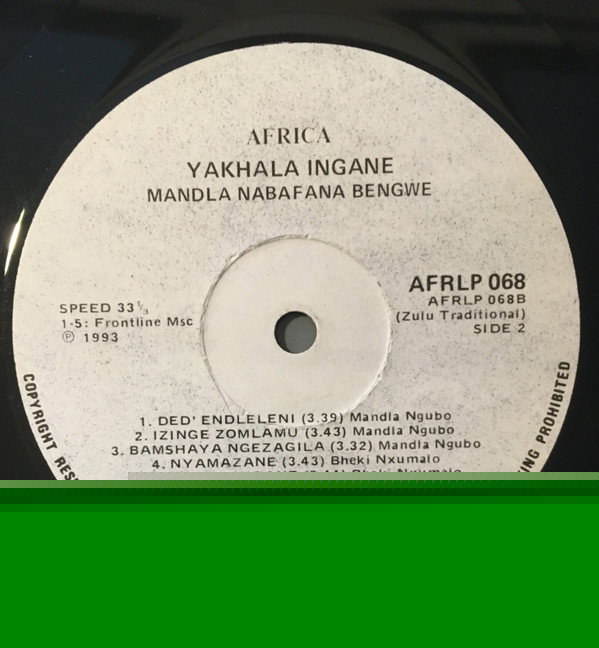 AFRICA
YAKHALA INGANE
MANDLA NABAFANA BENGWE
AFRLP 068
AFRLP 068B
(Zulu Traditional)
SIDE 2
SPEED 33⅓
1-5: Frontline Msc
℗ 1993
1. DED' ENDLELENI (3.39) Mandla Ngubo
2. IZINGE ZOMLAMU (3.43) Mandla Ngubo
3. BAMSHAYA NGEZAGILA (3.32) Mandla Ngubo
4. NYAMAZANE (3.43) Bheki Nxumalo
COPYRIGHT
PROHIBITED